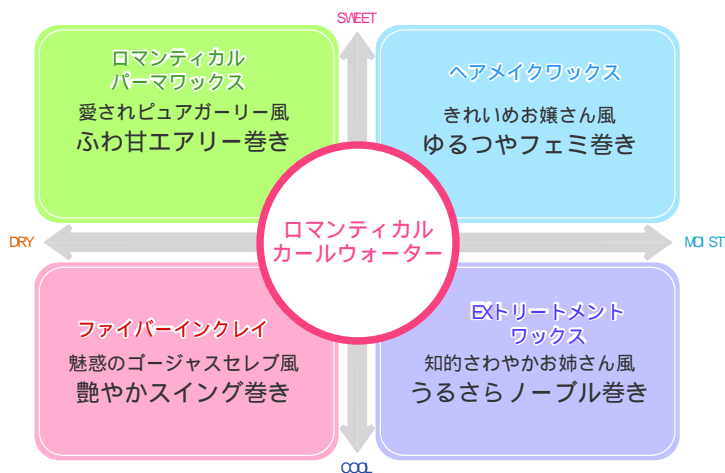 SWEET
ロマンティカル
パーマワックス
愛されピュアガーリー風
ふわ甘エアリー巻き
ヘアメイクワックス
きれいめお嬢さん風
ゆるつやフェミ巻き
DRY
ロマンティカル
カールウォーター
MOIST
ファイバーインクレイ
魅惑のゴージャスセレブ風
艶やかスイング巻き
EXトリートメント
ワックス
知的さわやかお姉さん風
うるさらノーブル巻き
COOL